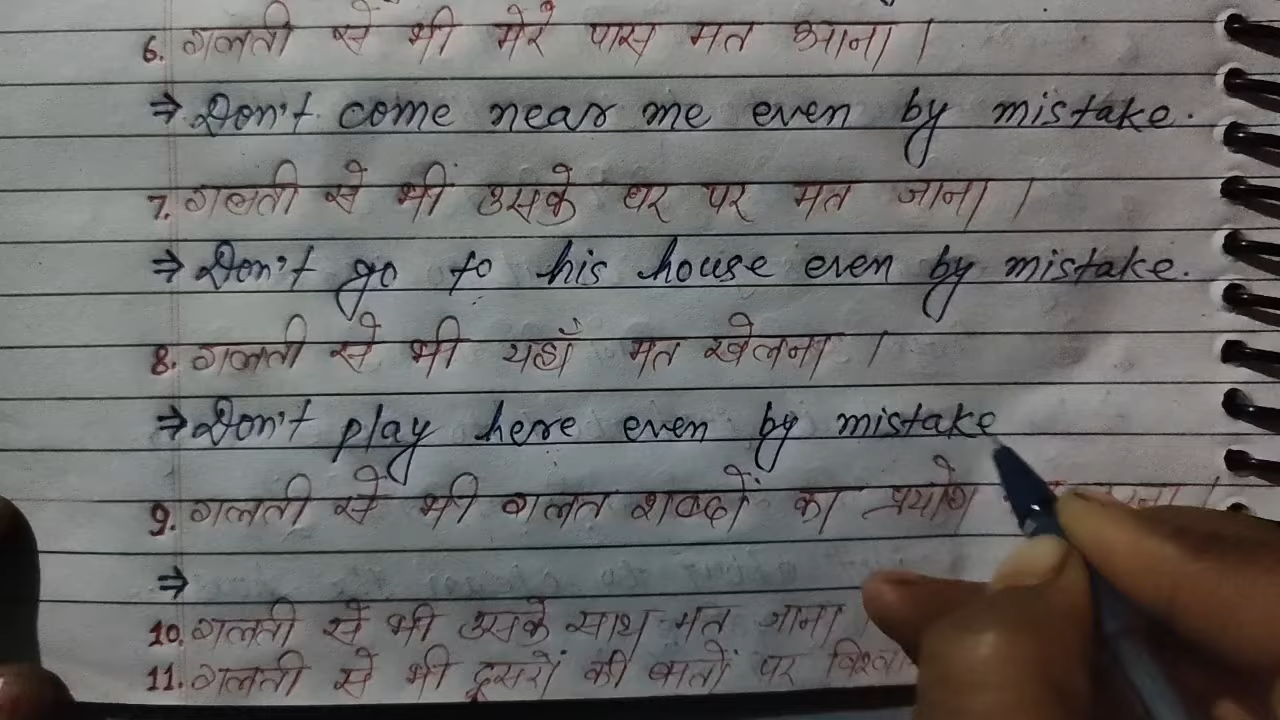 6. गलती से भी मेरे पास मत आना ।
⇒ Don't come near me even by mistake.
7. गलती से भी उसके घर पर मत जाना ।
⇒ Don't go to his house even by mistake.
8. गलती से भी यहाँ मत खेलना ।
⇒ Don't play here even by mistake
9. गलती से भी गलत शब्दों का प्रयोग
⇒
10. गलती से भी उसके साथ मत जाना
11. गलती से भी दूसरों की बातों पर